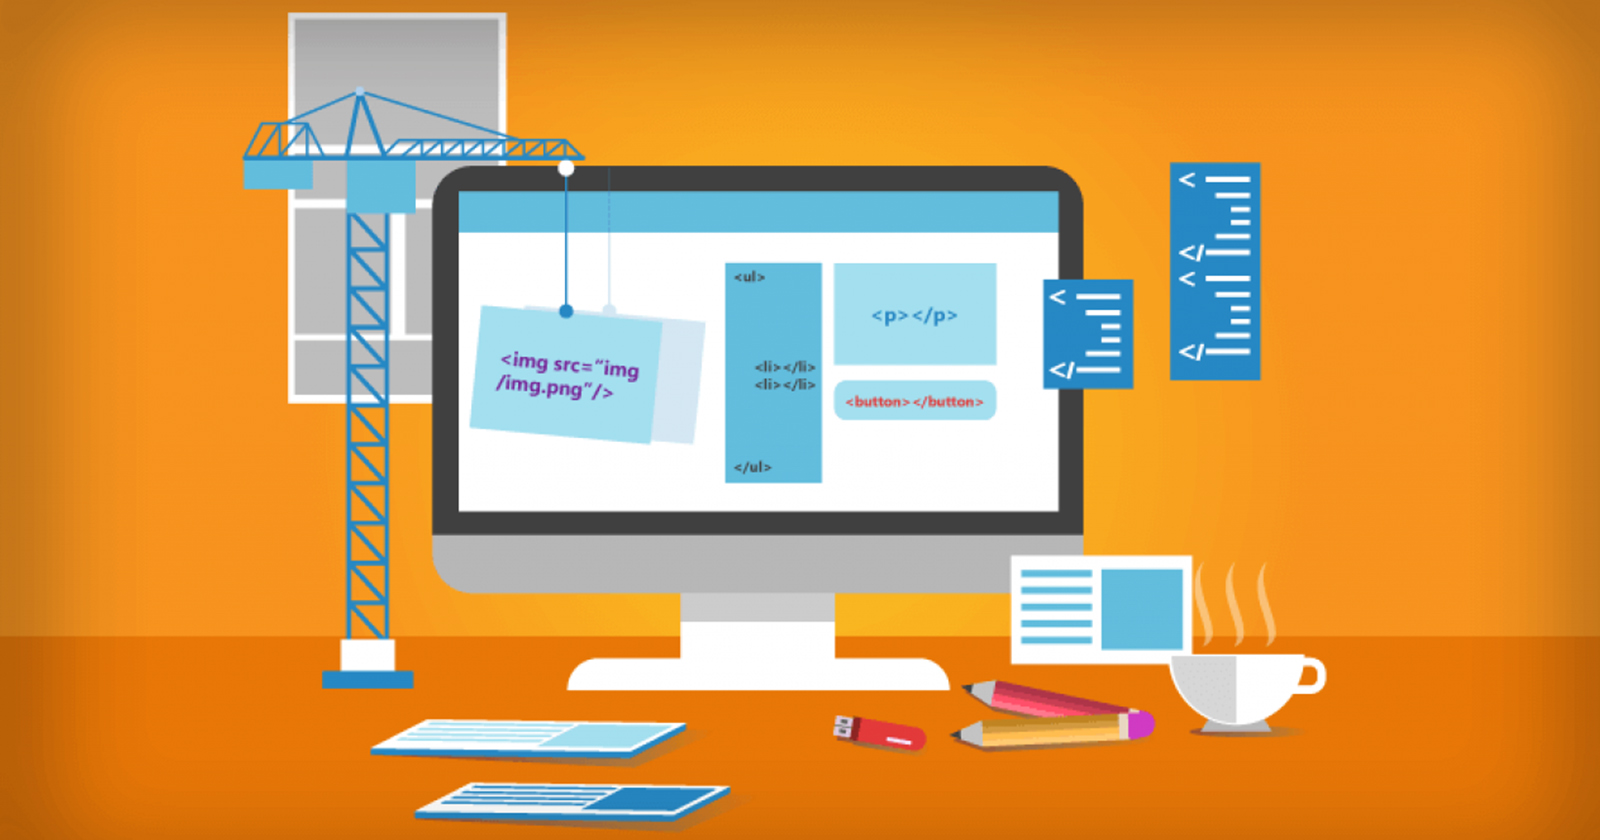 <img src=“img
/img.png”/>
<ul>
<li></li>
<li></li>
</ul>
<p></p>
<button></button>
<
</
<
</
<
</